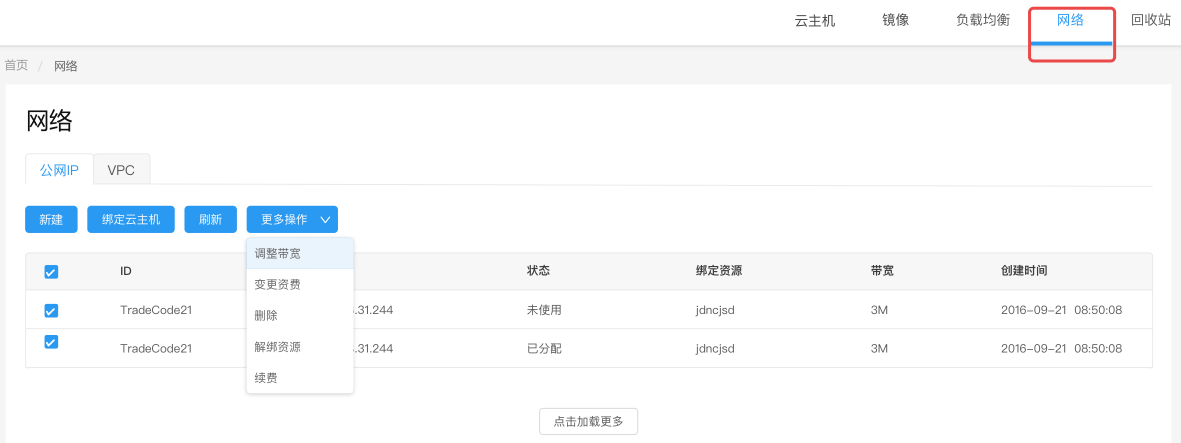 云主机 镜像 负载均衡 网络 回收站
首页 / 网络
网络
公网IP VPC
新建 绑定云主机 刷新 更多操作
调整带宽
变更资费
删除
解绑资源
续费
ID 状态 绑定资源 带宽 创建时间
TradeCode21 .31.244 未使用 jdncjsd 3M 2016-09-21 08:50:08
TradeCode21 .31.244 已分配 jdncjsd 3M 2016-09-21 08:50:08
点击加载更多